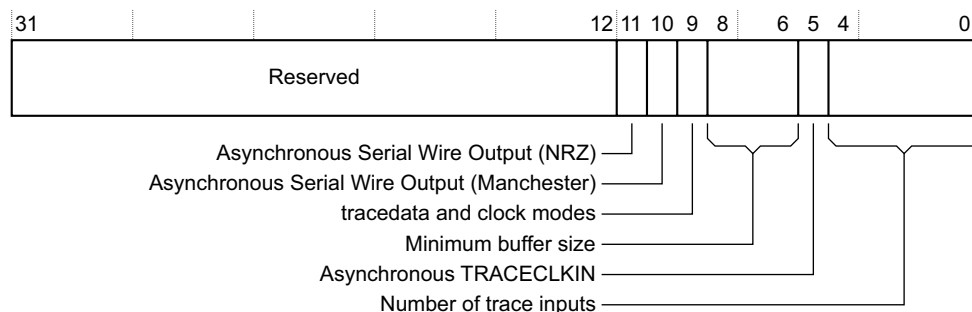 31 12 11 10 9 8 6 5 4 0
Reserved
Asynchronous Serial Wire Output (NRZ)
Asynchronous Serial Wire Output (Manchester)
tracedata and clock modes
Minimum buffer size
Asynchronous TRACECLKIN
Number of trace inputs